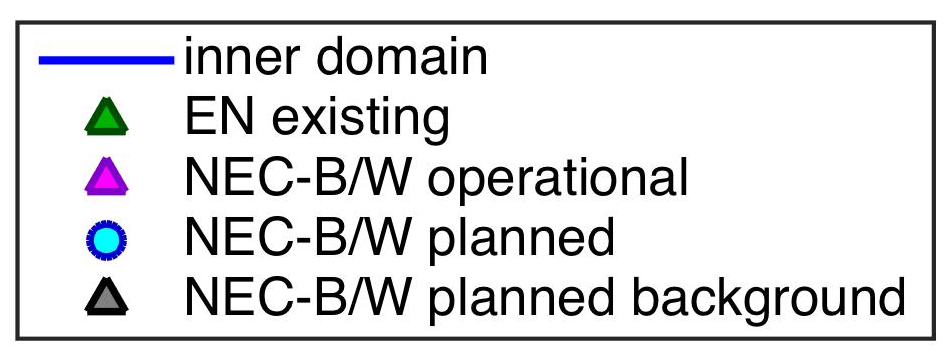 inner domain
EN existing
NEC-B/W operational
NEC-B/W planned
NEC-B/W planned background